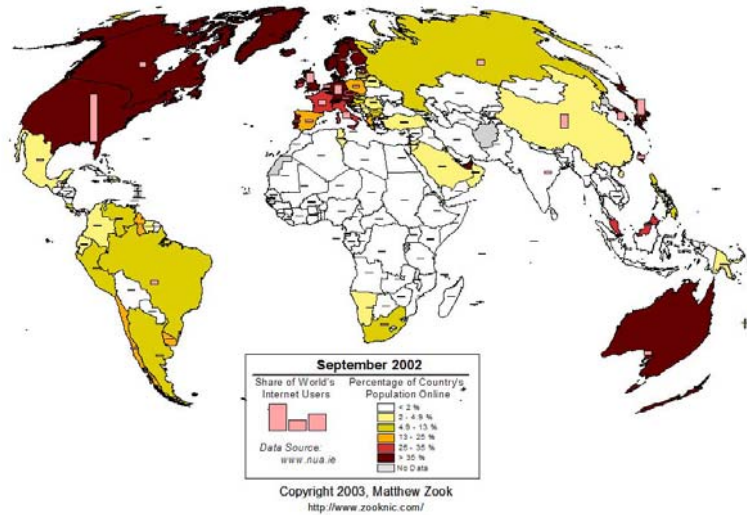 September 2002
Share of World's
Internet Users
Data Source:
www.nua.ie
Percentage of Country's
Population Online
< 2 %
2 - 4.9 %
4.9 - 13 %
13 - 25 %
25 - 35 %
> 35 %
No Data
Copyright 2003, Matthew Zook
http://www.zooknic.com/